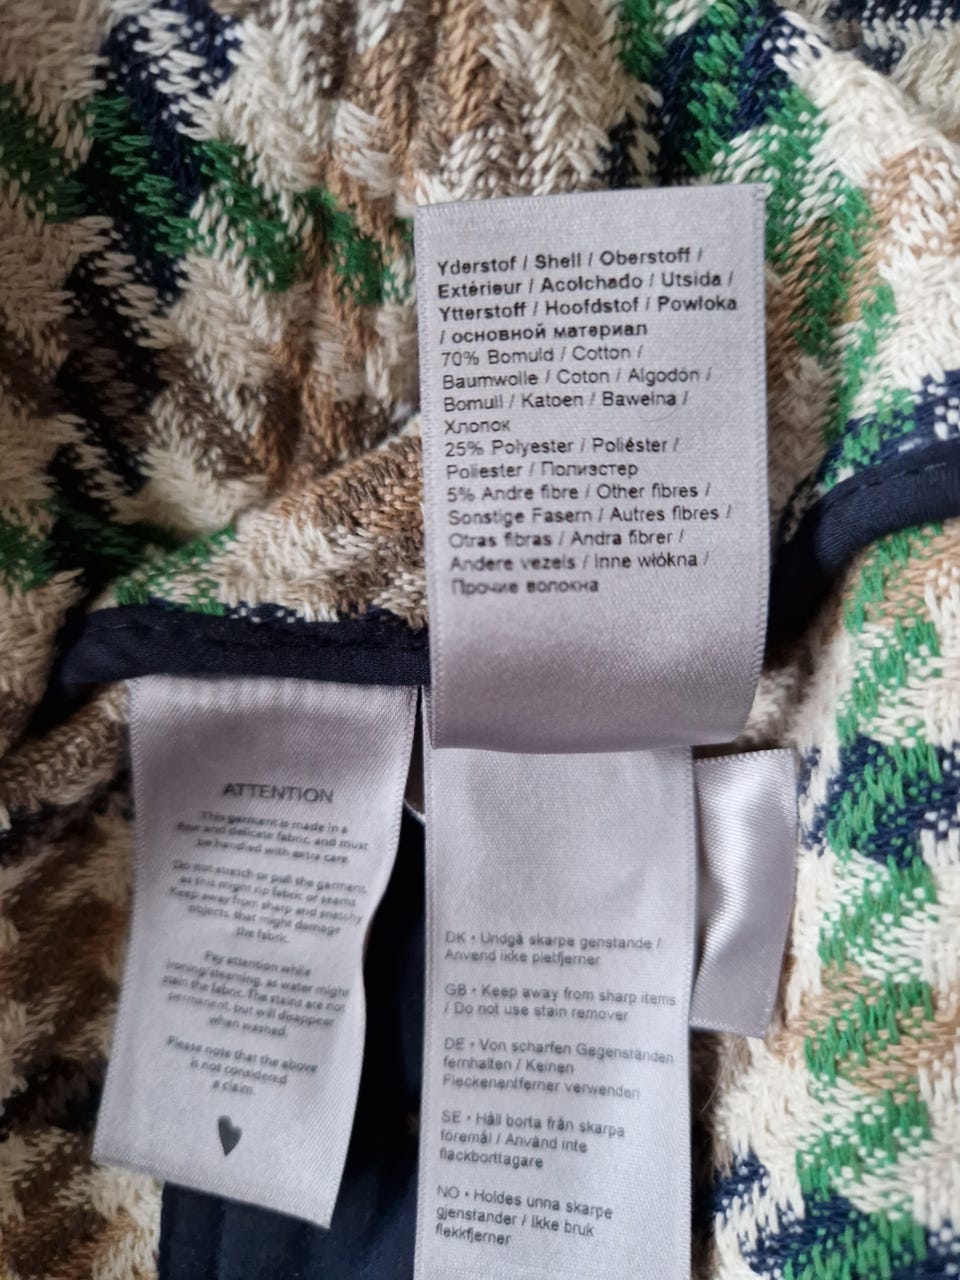 Yderstof / Shell / Oberstoff /
Extérieur / Acolchado / Utsida /
Ytterstoff / Hoofdstof / Powłoka
/ основной материал
70% Bomuld / Cotton /
Baumwolle / Coton / Algodón /
Bomull / Katoen / Bawełna /
Хлопок
25% Polyester / Poliéster /
Poliester / Полиэстер
5% Andre fibre / Other fibres /
Sonstige Fasern / Autres fibres /
Otras fibras / Andra fibrer /
Andere vezels / Inne włókna /
Прочие волокна
ATTENTION
This garment is made in a
fine and delicate fabric, and must
be handled with extra care.
Do not stretch or pull the garment,
as this might rip fabric of seams.
Keep away from sharp and snatchy
objects, that might damage
the fabric.
Pay attention while
ironing/steaming, as water might
stain the fabric. The stains are not
permanent, but will disappear
when washed.
Please note that the above
is not considered
a claim.
DK • Undgå skarpe genstande /
Anvend ikke pletfjerner
GB • Keep away from sharp items
/ Do not use stain remover
DE • Von scharfen Gegenständen
fernhalten / Keinen
Fleckenentferner verwenden
SE • Håll borta från skarpa
föremål / Använd inte
fläckborttagare
NO • Holdes unna skarpe
gjenstander / Ikke bruk
flekkfjerner